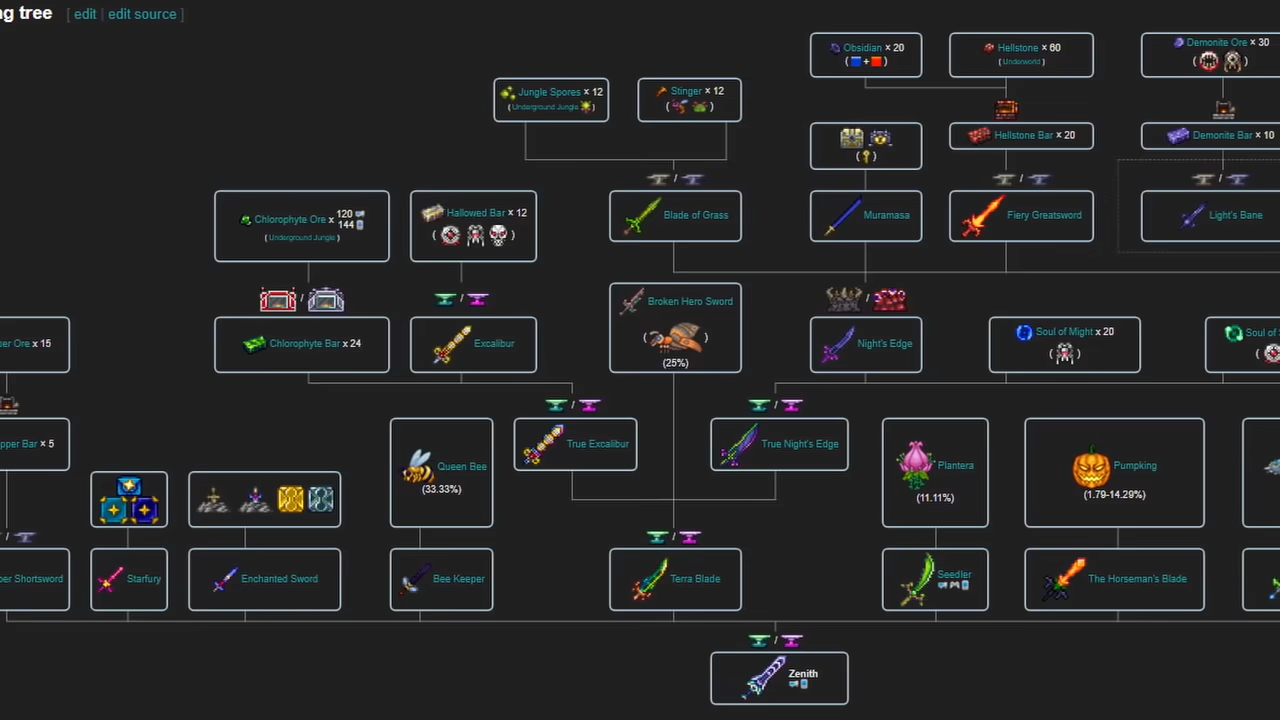 ng tree [ edit | edit source ]
Obsidian × 20
( + )
Hellstone × 60
( Underworld )
Demonite Ore × 30
( )
Jungle Spores × 12
( Underground Jungle )
Stinger × 12
( )
Hellstone Bar × 20
Demonite Bar × 10
( )
/
/
/
Chlorophyte Ore × 120
144
( Underground Jungle )
Hallowed Bar × 12
( )
Blade of Grass
Muramasa
Fiery Greatsword
Light's Bane
/
/
/
Broken Hero Sword
( )
(25%)
per Ore × 15
Chlorophyte Bar × 24
Excalibur
Night's Edge
Soul of Might × 20
( )
Soul of
(
/
/
pper Bar × 5
True Excalibur
True Night's Edge
Queen Bee
(33.33%)
Plantera
(11.11%)
Pumpking
(1.79-14.29%)
/
/
per Shortsword
Starfury
Enchanted Sword
Bee Keeper
Terra Blade
Seedler
The Horseman's Blade
/
Zenith